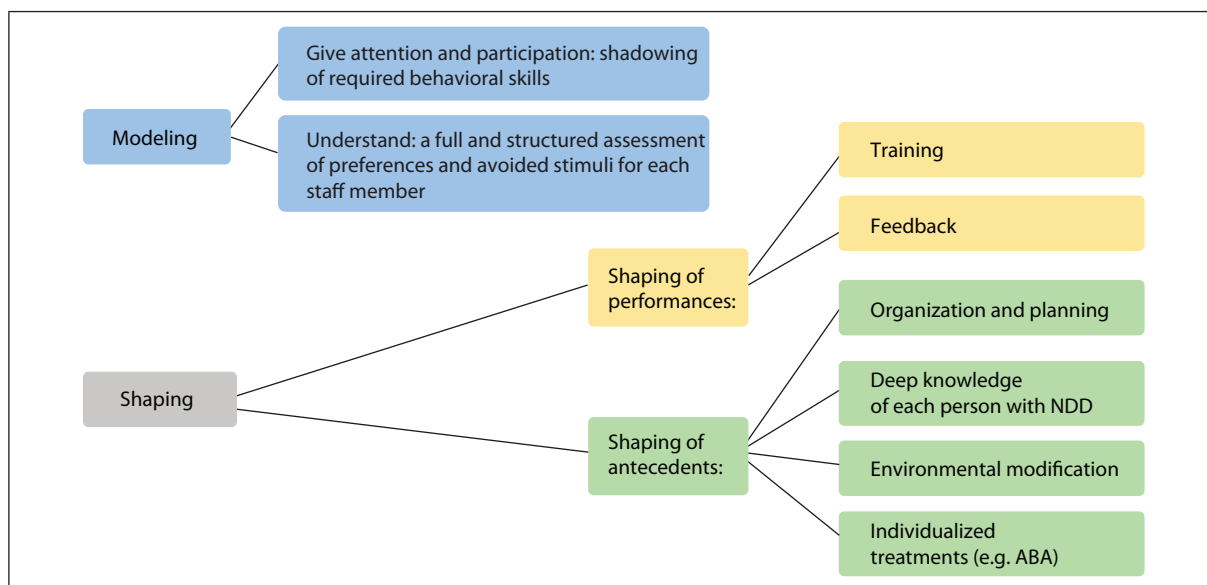 Modeling
Give attention and participation: shadowing
of required behavioral skills
Understand: a full and structured assessment
of preferences and avoided stimuli for each
staff member
Shaping
Shaping of
performances:
Training
Feedback
Shaping of
antecedents:
Organization and planning
Deep knowledge
of each person with NDD
Environmental modification
Individualized
treatments (e.g. ABA)